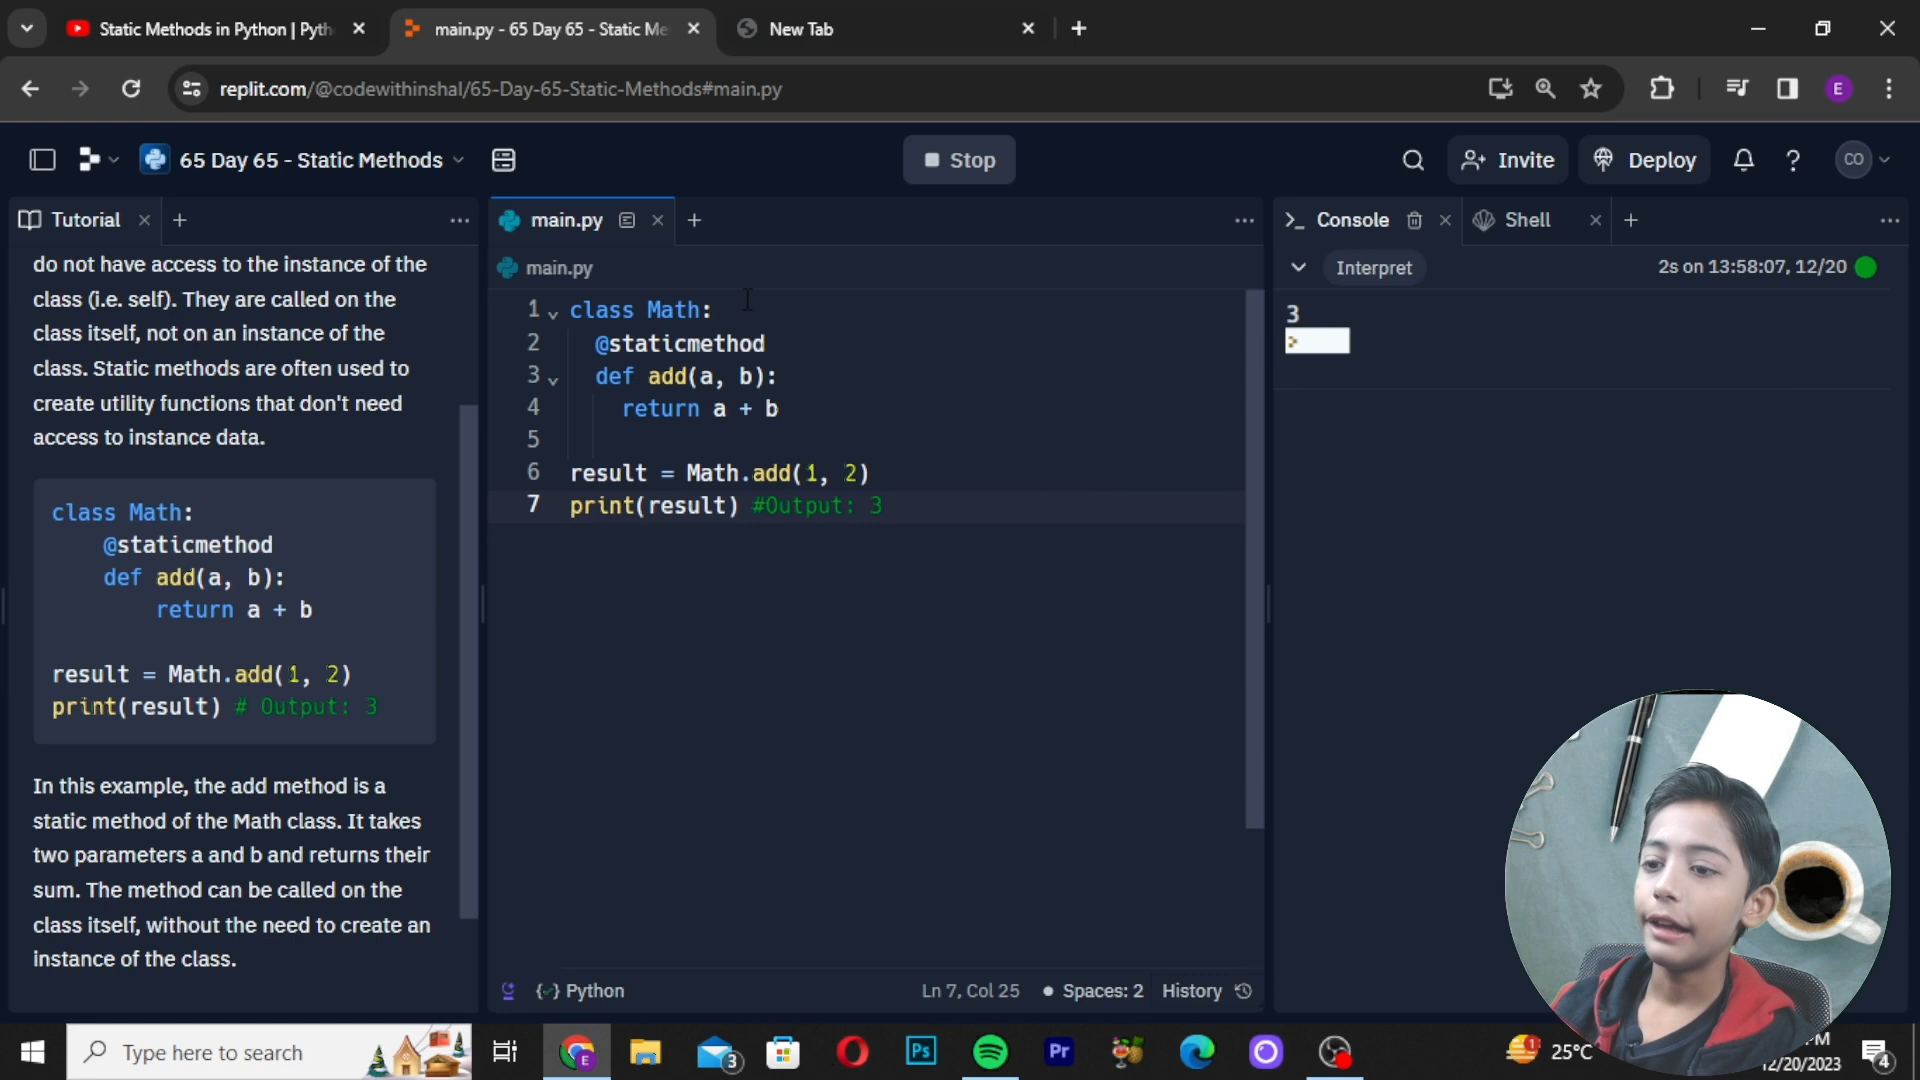 Static Methods in Python | Pyth
main.py - 65 Day 65 - Static Me
New Tab
replit.com/@codewithinshal/65-Day-65-Static-Methods#main.py
E
65 Day 65 - Static Methods
Stop
Invite
Deploy
CO
Tutorial
main.py
Console
Shell
do not have access to the instance of the
class (i.e. self). They are called on the
class itself, not on an instance of the
class. Static methods are often used to
create utility functions that don't need
access to instance data.
class Math:
@staticmethod
def add(a, b):
return a + b
result = Math.add(1, 2)
print(result) # Output: 3
In this example, the add method is a
static method of the Math class. It takes
two parameters a and b and returns their
sum. The method can be called on the
class itself, without the need to create an
instance of the class.
main.py
1 class Math:
2 @staticmethod
3 def add(a, b):
4 return a + b
5
6 result = Math.add(1, 2)
7 print(result) #Output: 3
Python
Ln 7, Col 25
Spaces: 2
History
Interpret
2s on 13:58:07, 12/20
3
>
Type here to search
E
3
Ps
Pr
1
25°C
M
12/20/2023
4